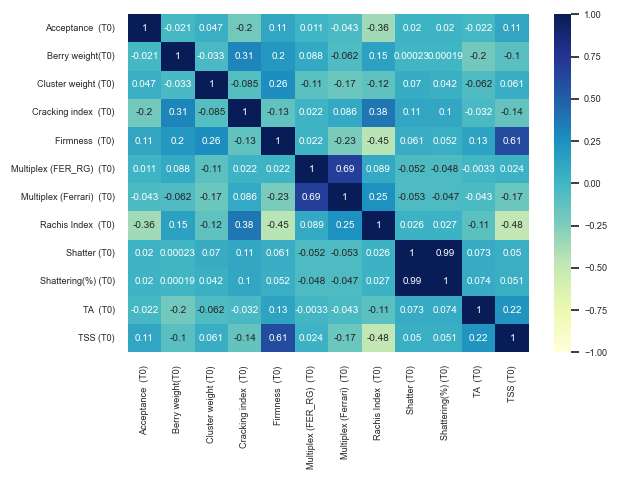 Acceptance (T0) 1 -0.021 0.047 -0.2 0.11 0.011 -0.043 -0.36 0.02 0.02 -0.022 0.11
Berry weight(T0) -0.021 1 -0.033 0.31 0.2 0.088 -0.062 0.15 0.00023 0.00019 -0.2 -0.1
Cluster weight (T0) 0.047 -0.033 1 -0.085 0.26 -0.11 -0.17 -0.12 0.07 0.042 -0.062 0.061
Cracking index (T0) -0.2 0.31 -0.085 1 -0.13 0.022 0.086 0.38 0.11 0.1 -0.032 -0.14
Firmness (T0) 0.11 0.2 0.26 -0.13 1 0.022 -0.23 -0.45 0.061 0.052 0.13 0.61
Multiplex (FER_RG) (T0) 0.011 0.088 -0.11 0.022 0.022 1 0.69 0.089 -0.052 -0.048 -0.0033 0.024
Multiplex (Ferrari) (T0) -0.043 -0.062 -0.17 0.086 -0.23 0.69 1 0.25 -0.053 -0.047 -0.043 -0.17
Rachis Index (T0) -0.36 0.15 -0.12 0.38 -0.45 0.089 0.25 1 0.026 0.027 -0.11 -0.48
Shatter (T0) 0.02 0.00023 0.07 0.11 0.061 -0.052 -0.053 0.026 1 0.99 0.073 0.05
Shattering(%) (T0) 0.02 0.00019 0.042 0.1 0.052 -0.048 -0.047 0.027 0.99 1 0.074 0.051
TA (T0) -0.022 -0.2 -0.062 -0.032 0.13 -0.0033 -0.043 -0.11 0.073 0.074 1 0.22
TSS (T0) 0.11 -0.1 0.061 -0.14 0.61 0.024 -0.17 -0.48 0.05 0.051 0.22 1
Acceptance (T0)
Berry weight(T0)
Cluster weight (T0)
Cracking index (T0)
Firmness (T0)
Multiplex (FER_RG) (T0)
Multiplex (Ferrari) (T0)
Rachis Index (T0)
Shatter (T0)
Shattering(%) (T0)
TA (T0)
TSS (T0)
1.00
0.75
0.50
0.25
0.00
−0.25
−0.50
−0.75
−1.00